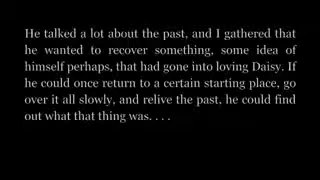 He talked a lot about the past, and I gathered that
he wanted to recover something, some idea of
himself perhaps, that had gone into loving Daisy. If
he could once return to a certain starting place, go
over it all slowly, and relive the past, he could find
out what that thing was. . . .